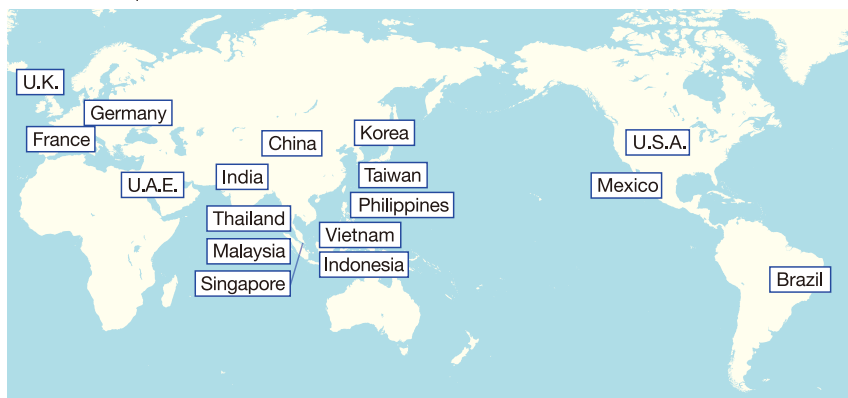 U.K.
Germany
France
China
Korea
U.S.A.
U.A.E.
India
Taiwan
Mexico
Philippines
Thailand
Vietnam
Malaysia
Indonesia
Singapore
Brazil